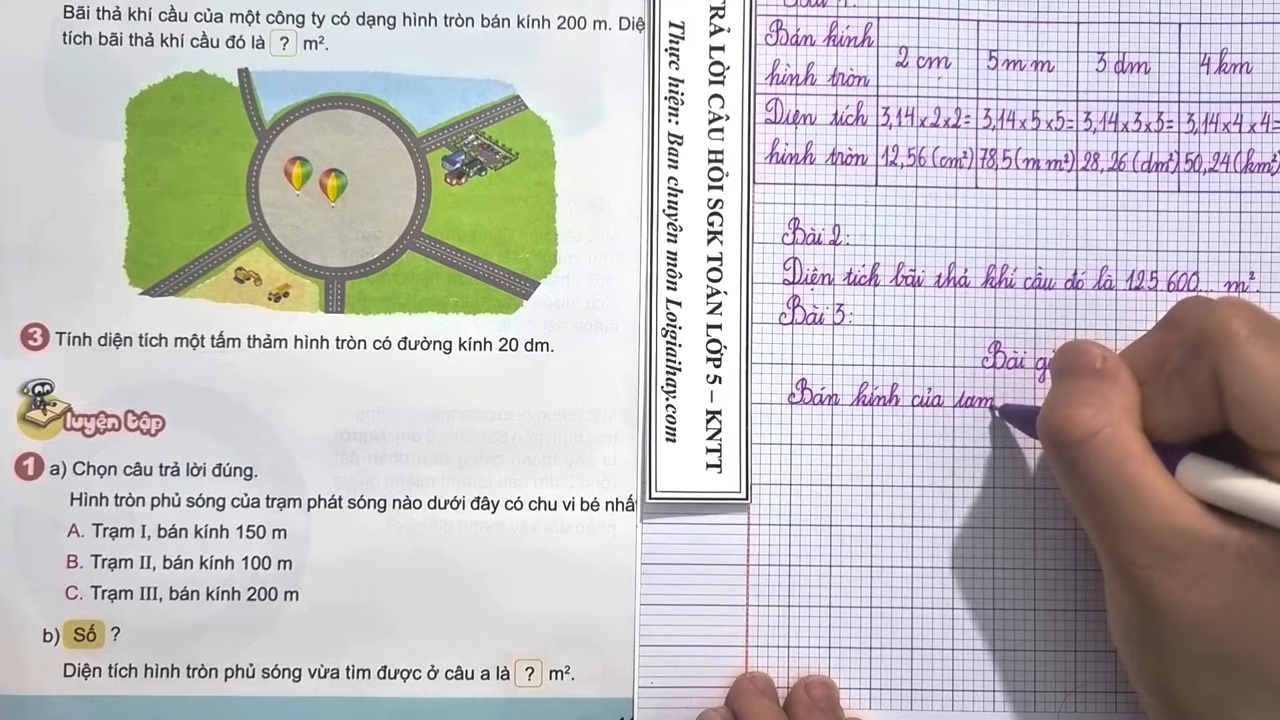 Bãi thả khí cầu của một công ty có dạng hình tròn bán kính 200 m. Diệ
tích bãi thả khí cầu đó là ? m².
3 Tính diện tích một tấm thảm hình tròn có đường kính 20 dm.
Luyện tập
1 a) Chọn câu trả lời đúng.
Hình tròn phủ sóng của trạm phát sóng nào dưới đây có chu vi bé nhấ
A. Trạm I, bán kính 150 m
B. Trạm II, bán kính 100 m
C. Trạm III, bán kính 200 m
b) Số ?
Diện tích hình tròn phủ sóng vừa tìm được ở câu a là ? m².
TRẢ LỜI CÂU HỎI SGK TOÁN LỚP 5 – KNTT
Thực hiện: Ban chuyên môn Loigiaihay.com
Bán kính
hình tròn
2 cm 5 mm 3 dm 4 km
Diện tích
hình tròn
3,14 x 2 x 2 =
12,56 (cm²)
3,14 x 5 x 5 =
78,5 (mm²)
3,14 x 3 x 3 =
28,26 (dm²)
3,14 x 4 x 4 =
50,24 (km²)
Bài 2:
Diện tích bãi thả khí cầu đó là 125 600... m².
Bài 3:
Bài gi
Bán kính của tam